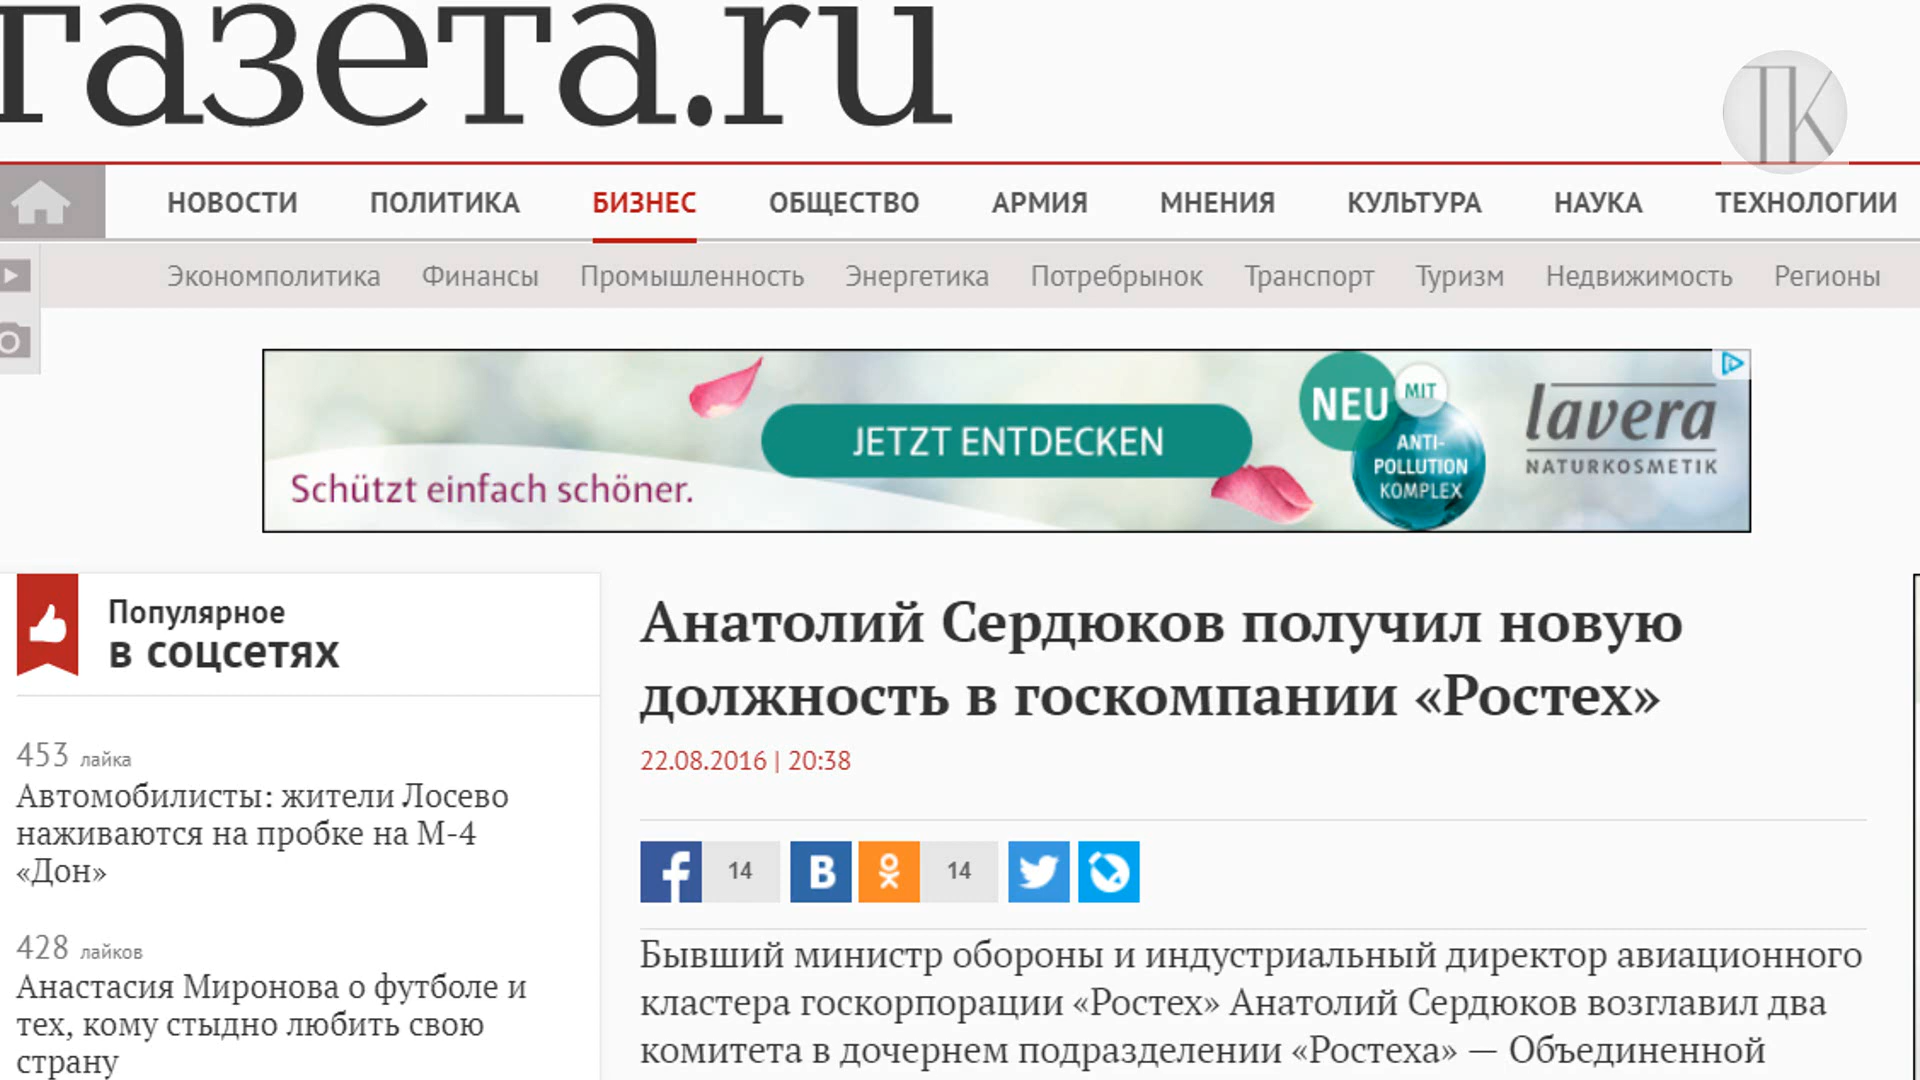 газета.ru
ПК
НОВОСТИ ПОЛИТИКА БИЗНЕС ОБЩЕСТВО АРМИЯ МНЕНИЯ КУЛЬТУРА НАУКА ТЕХНОЛОГИИ
Экономполитика Финансы Промышленность Энергетика Потребрынок Транспорт Туризм Недвижимость Регионы
Schützt einfach schöner.
JETZT ENTDECKEN
NEU MIT
ANTI-
POLLUTION
KOMPLEX
lavera
NATURKOSMETIK
Популярное
в соцсетях
453 лайка
Автомобилисты: жители Лосево
наживаются на пробке на М-4
«Дон»
428 лайков
Анастасия Миронова о футболе и
тех, кому стыдно любить свою
страну
Анатолий Сердюков получил новую
должность в госкомпании «Ростех»
22.08.2016 | 20:38
14 14
Бывший министр обороны и индустриальный директор авиационного
кластера госкорпорации «Ростех» Анатолий Сердюков возглавил два
комитета в дочернем подразделении «Ростеха» — Объединенной